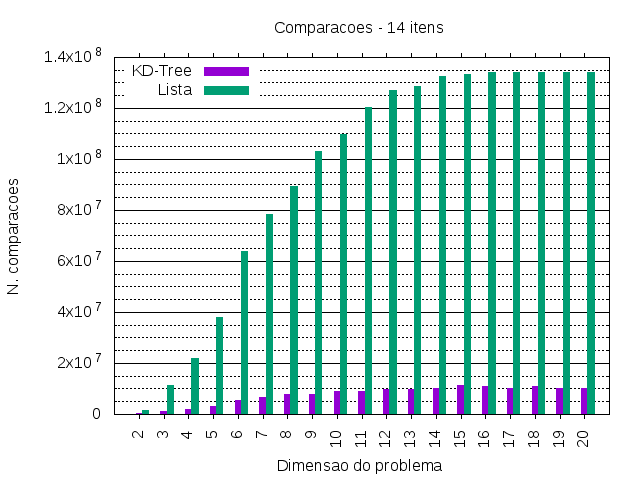 Comparacoes - 14 itens
KD-Tree
Lista
1.4x10^8
1.2x10^8
1x10^8
8x10^7
6x10^7
4x10^7
2x10^7
0
N. comparacoes
2 3 4 5 6 7 8 9 10 11 12 13 14 15 16 17 18 19 20
Dimensao do problema